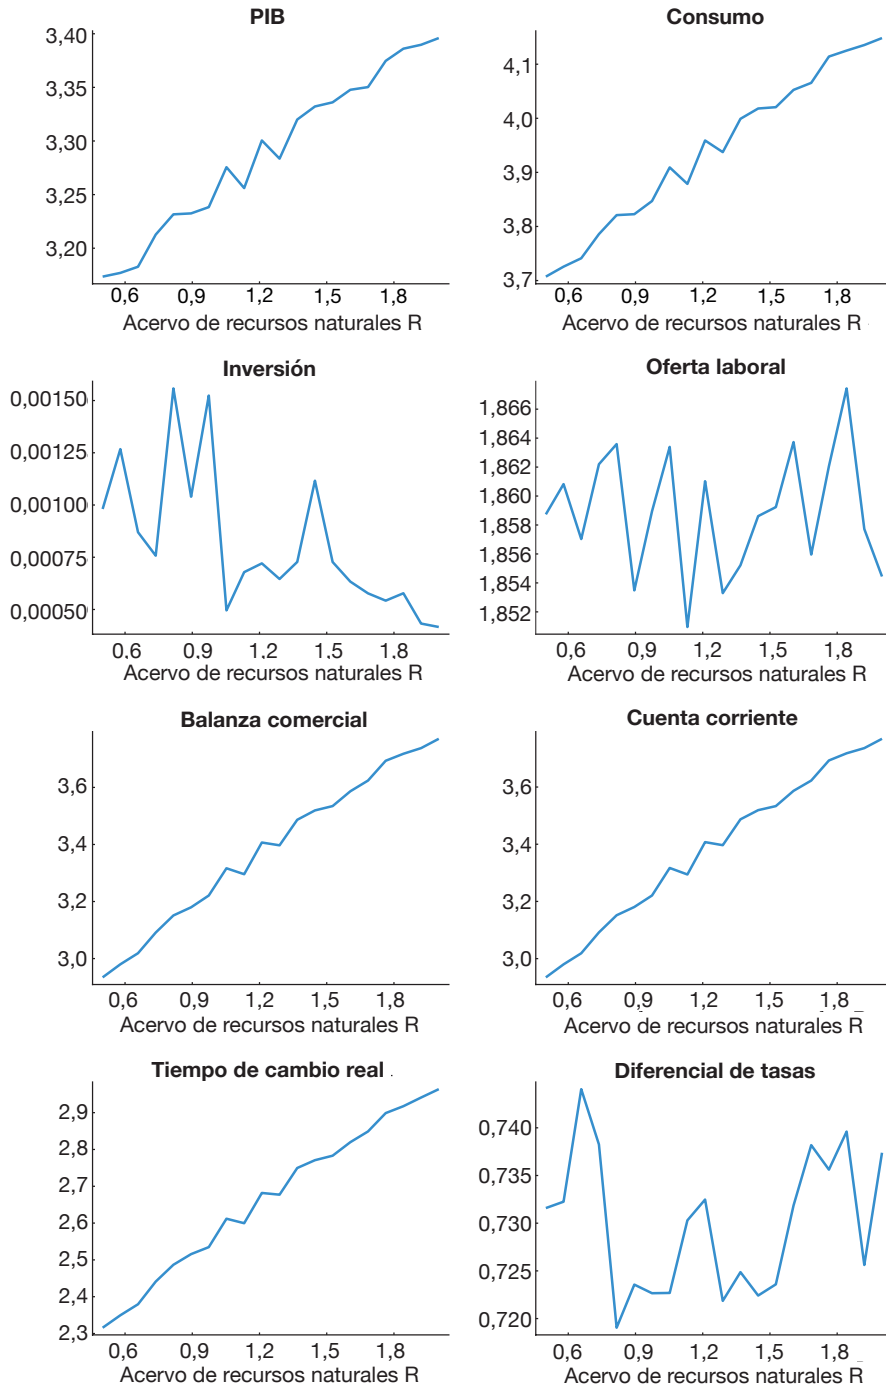 PIB
3,40
3,35
3,30
3,25
3,20
0,6 0,9 1,2 1,5 1,8
Acervo de recursos naturales R
Consumo
4,1
4,0
3,9
3,8
3,7
0,6 0,9 1,2 1,5 1,8
Acervo de recursos naturales R
Inversión
0,00150
0,00125
0,00100
0,00075
0,00050
0,6 0,9 1,2 1,5 1,8
Acervo de recursos naturales R
Oferta laboral
1,866
1,864
1,862
1,860
1,858
1,856
1,854
1,852
0,6 0,9 1,2 1,5 1,8
Acervo de recursos naturales R
Balanza comercial
3,6
3,4
3,2
3,0
0,6 0,9 1,2 1,5 1,8
Acervo de recursos naturales R
Cuenta corriente
3,6
3,4
3,2
3,0
0,6 0,9 1,2 1,5 1,8
Acervo de recursos naturales R
Tiempo de cambio real
2,9
2,8
2,7
2,6
2,5
2,4
2,3
0,6 0,9 1,2 1,5 1,8
Acervo de recursos naturales R
Diferencial de tasas
0,740
0,735
0,730
0,725
0,720
0,6 0,9 1,2 1,5 1,8
Acervo de recursos naturales R